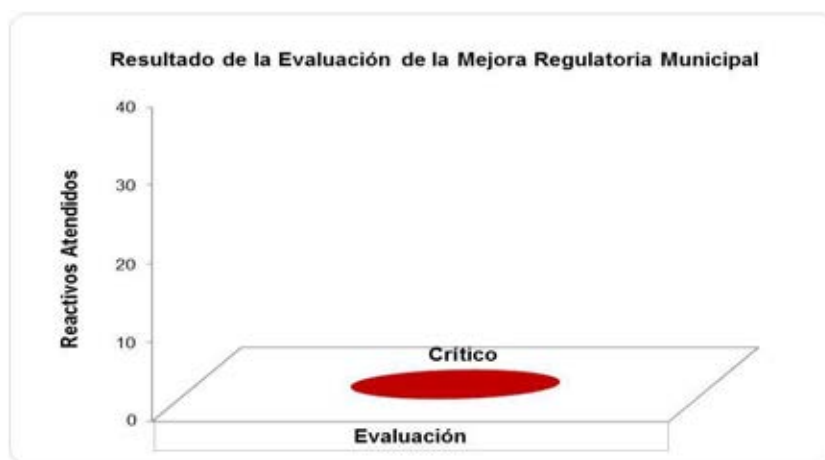 Resultado de la Evaluación de la Mejora Regulatoria Municipal
Reactivos Atendidos
40
30
20
10
0
Crítico
Evaluación